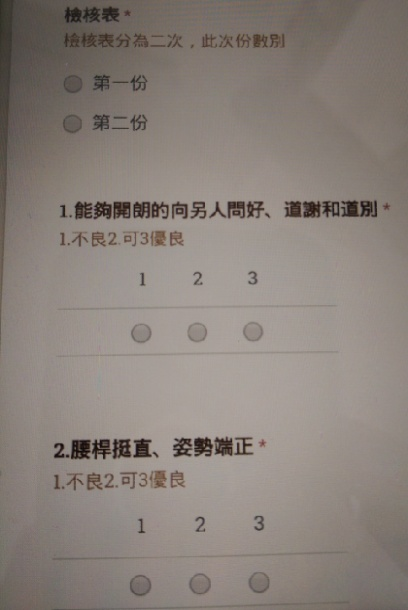 檢核表 *
檢核表分為二次，此次份數別
第一份
第二份
1.能夠開朗的向另人問好、道謝和道別 *
1.不良2.可3優良
1 2 3
2.腰桿挺直、姿勢端正 *
1.不良2.可3優良
1 2 3